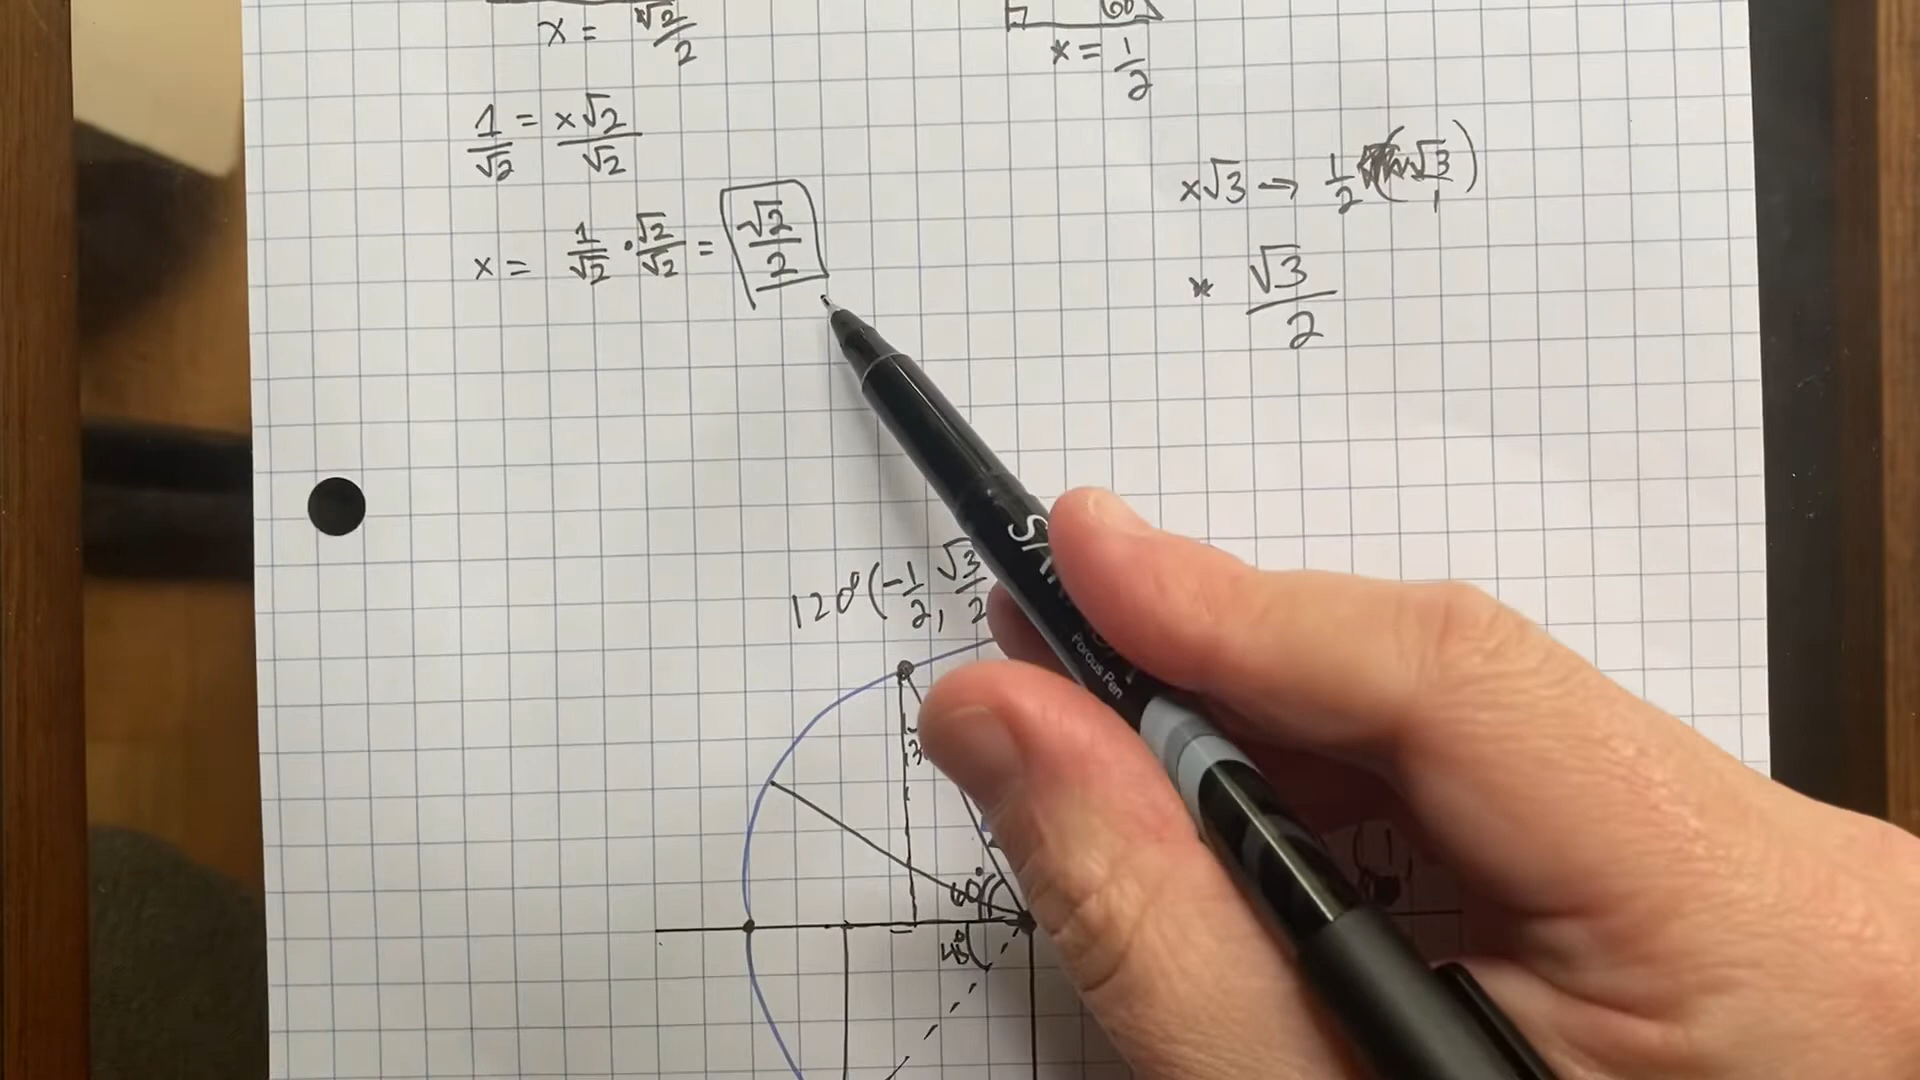 x = √2/2
60
x = 1/2
1/√2 = x√2/√2
x√3 → 1/2 (√3/1)
x = 1/√2 · √2/√2 = √2/2
* √3/2
120° (-1/2, √3/2
3
60°
45°
Porous Pen